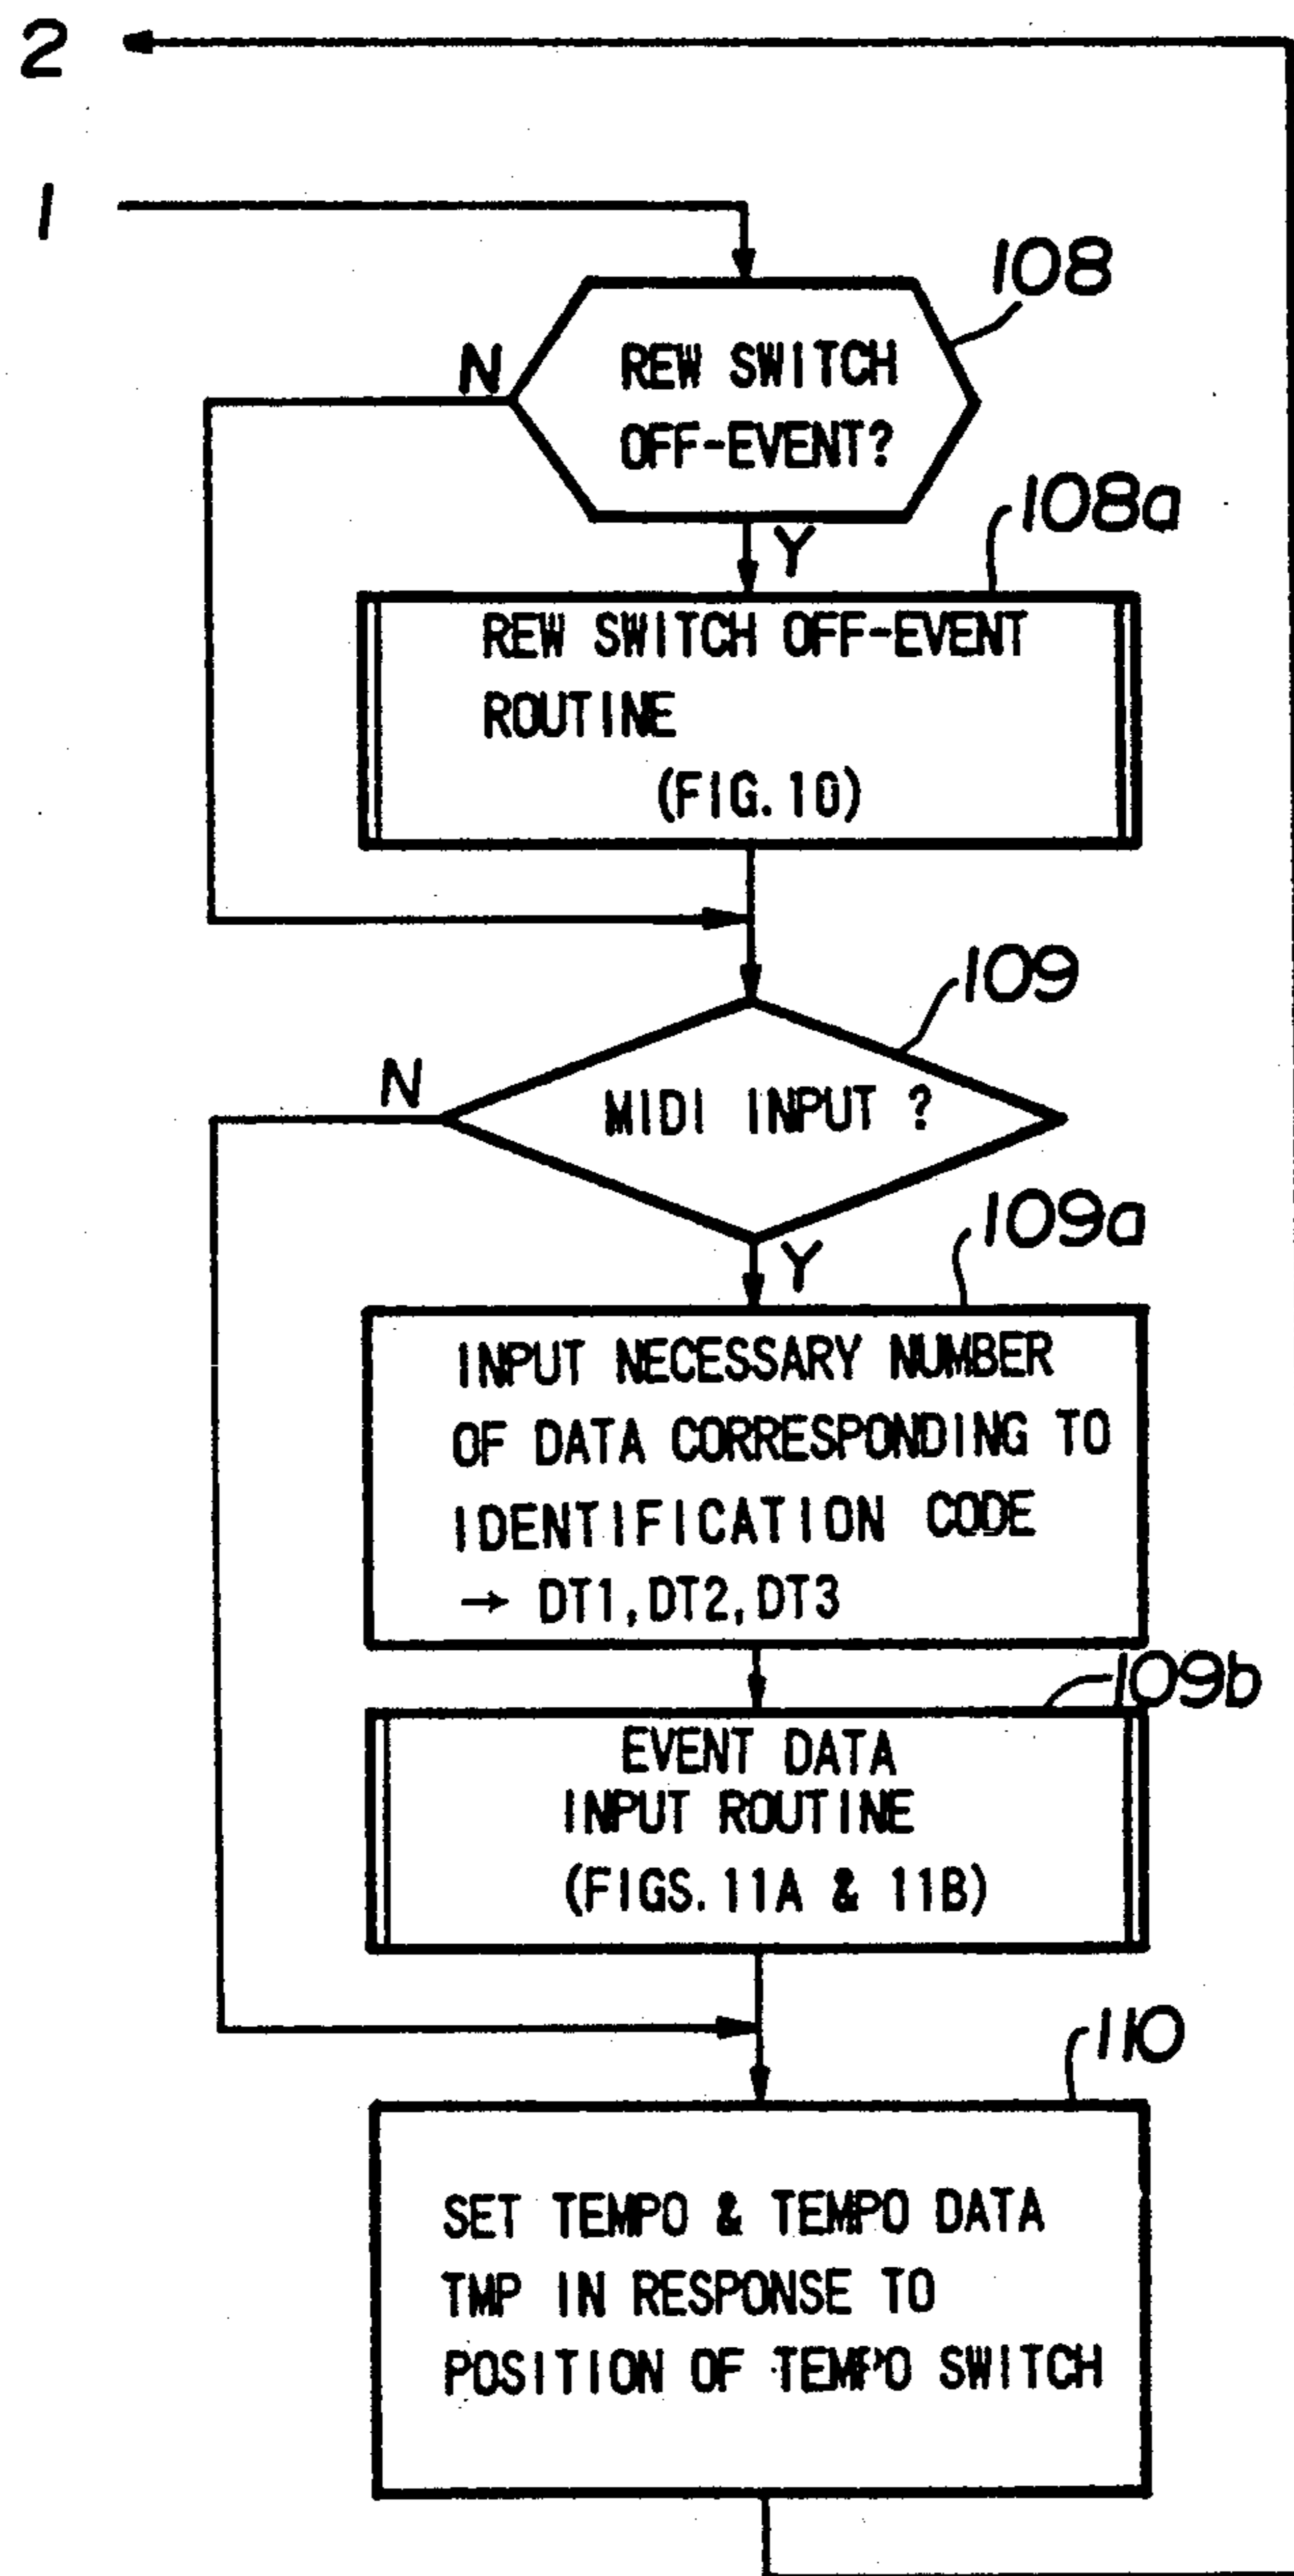 2
1
108
N
REW SWITCH
OFF-EVENT?
108a
Y
REW SWITCH OFF-EVENT
ROUTINE
(FIG. 10)
109
N
MIDI INPUT ?
109a
Y
INPUT NECESSARY NUMBER
OF DATA CORRESPONDING TO
IDENTIFICATION CODE
→ DT1, DT2, DT3
109b
EVENT DATA
INPUT ROUTINE
(FIGS. 11A & 11B)
110
SET TEMPO & TEMPO DATA
TMP IN RESPONSE TO
POSITION OF TEMPO SWITCH